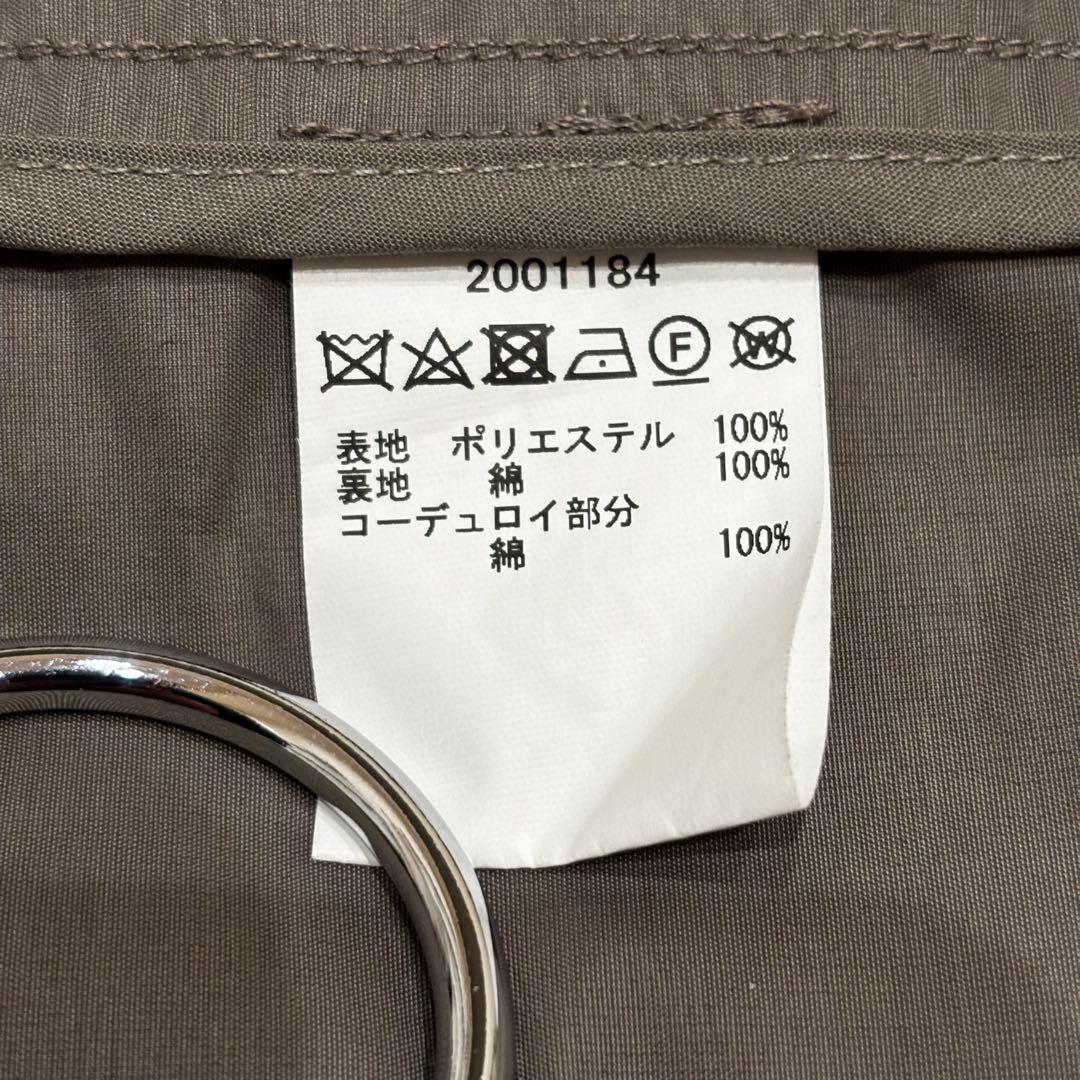 2001184
F W
表地 ポリエステル 100%
裏地 綿 100%
コーデュロイ部分
綿 100%